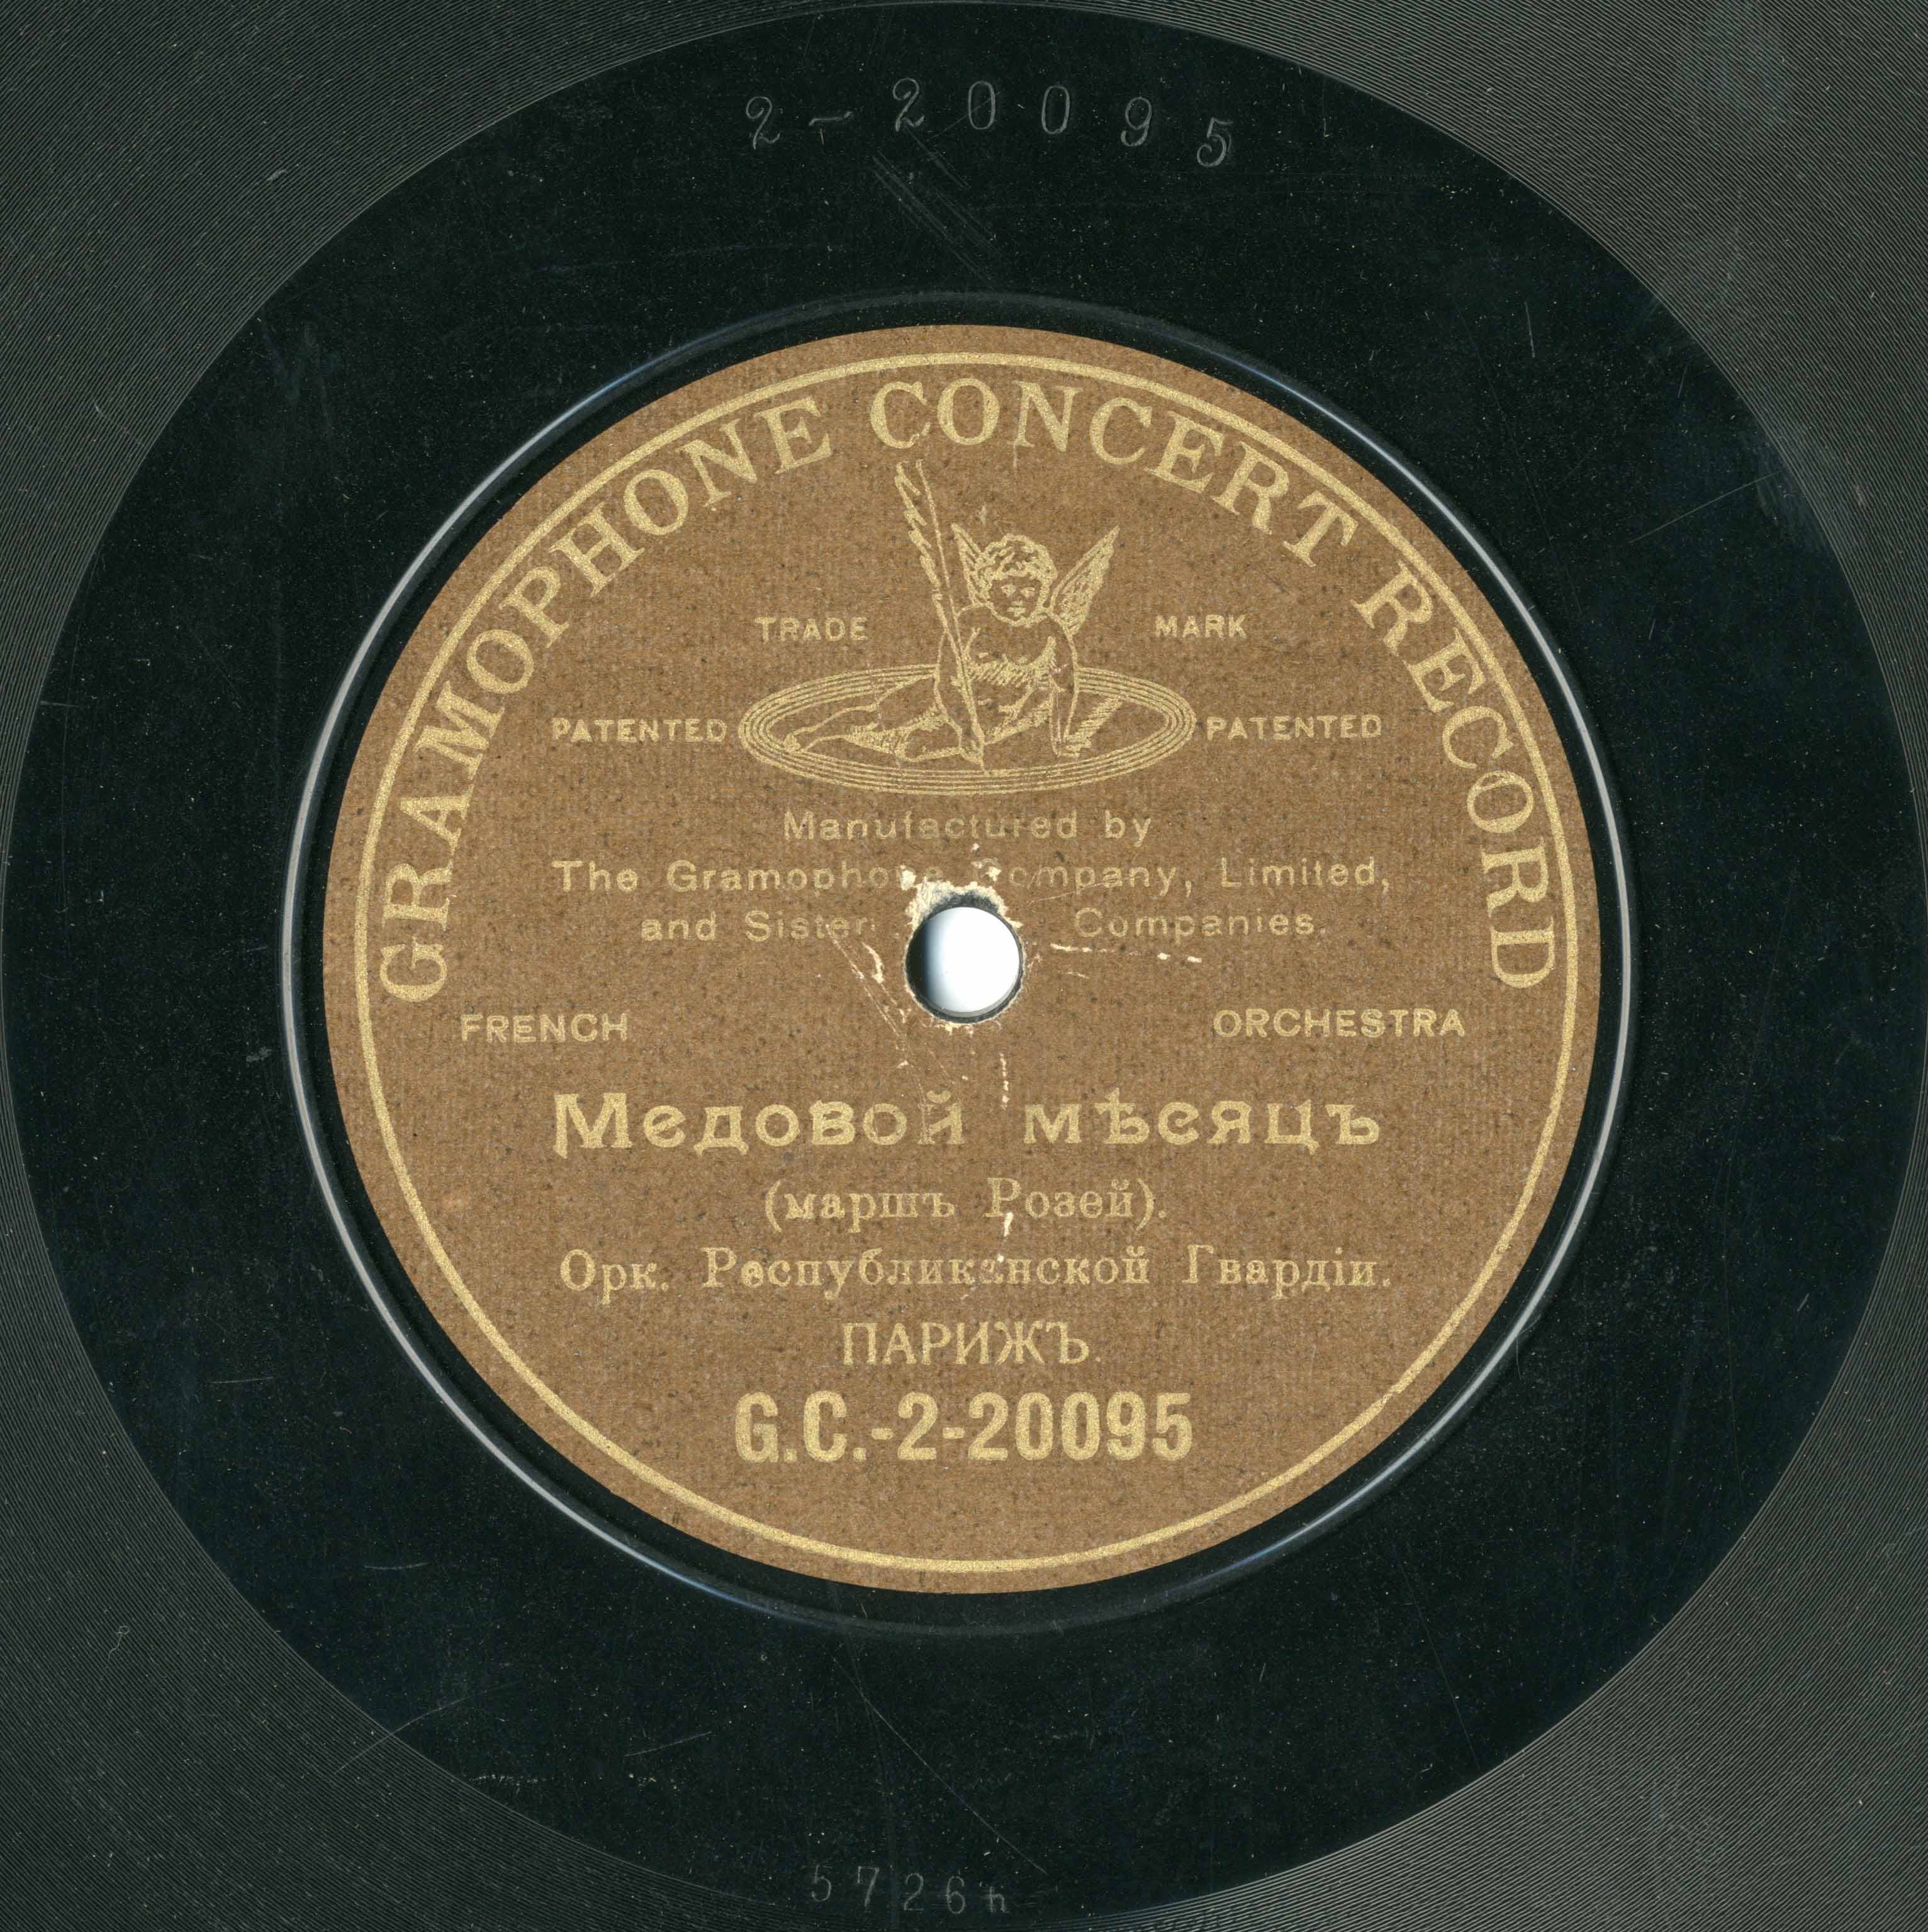 2-20095
GRAMOPHONE CONCERT RECORD
TRADE MARK
PATENTED PATENTED
Manufactured by
The Gramophone Company, Limited,
and Sister Companies.
FRENCH ORCHESTRA
Медовой мѣсяцъ
(маршъ Розей).
Орк. Республиканской Гвардіи.
ПАРИЖЪ.
G.C.-2-20095
5726h